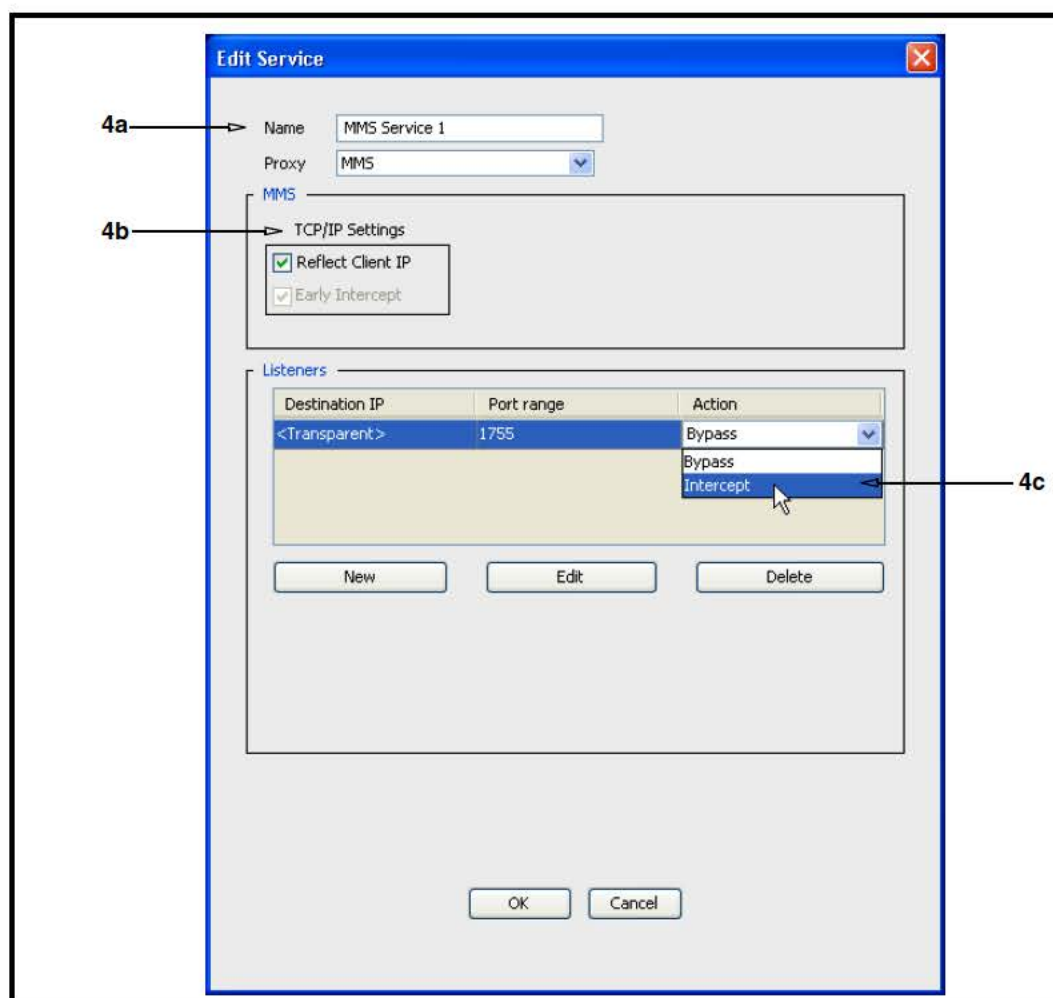 Edit Service
4a
Name
MMS Service 1
Proxy
MMS
MMS
4b
TCP/IP Settings
Reflect Client IP
Early Intercept
Listeners
Destination IP Port range Action
<Transparent> 1755 Bypass
Bypass
Intercept
4c
New Edit Delete
OK Cancel